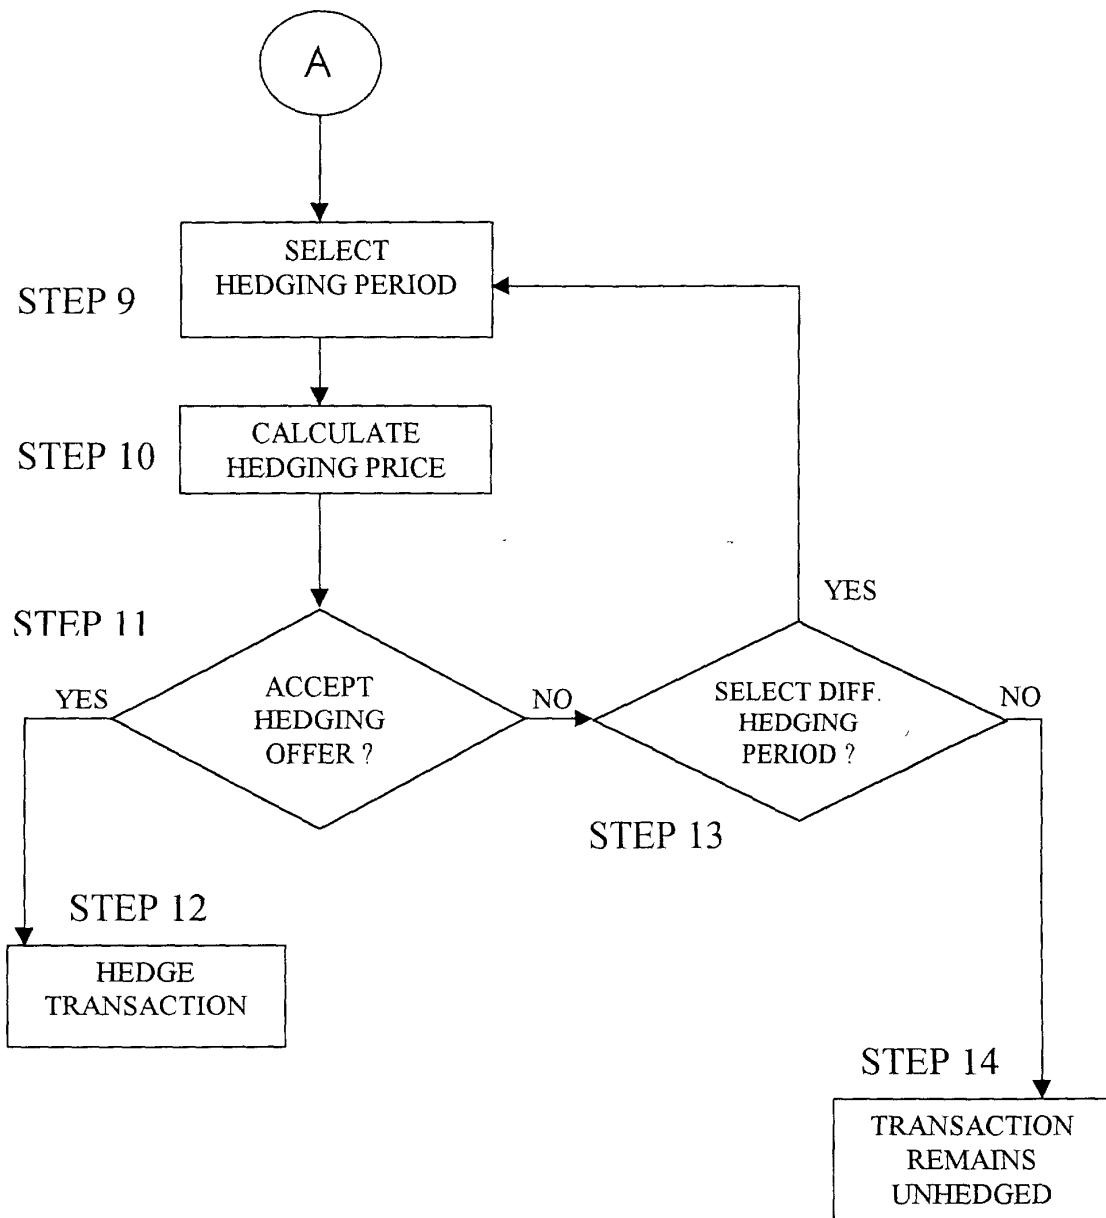 A
SELECT
HEDGING PERIOD
STEP 9
CALCULATE
HEDGING PRICE
STEP 10
YES
STEP 11
ACCEPT
HEDGING
OFFER ?
YES
NO
SELECT DIFF.
HEDGING
PERIOD ?
NO
STEP 13
STEP 12
HEDGE
TRANSACTION
STEP 14
TRANSACTION
REMAINS
UNHEDGED